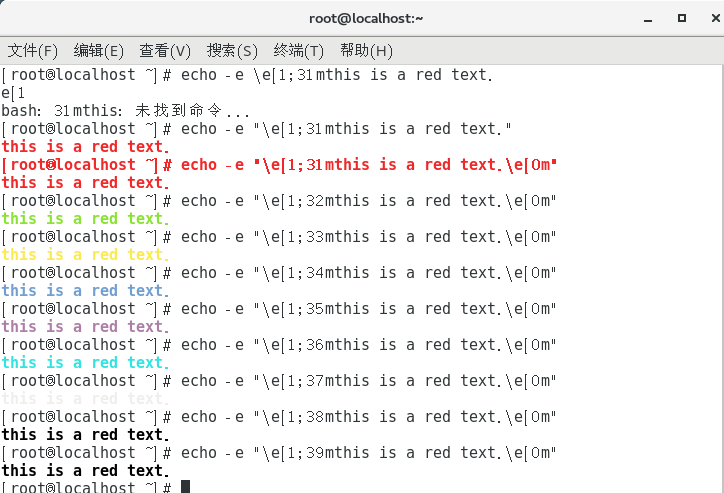 root@localhost:~
文件(F) 编辑(E) 查看(V) 搜索(S) 终端(T) 帮助(H)
[root@localhost ~]# echo -e \e[1;31mthis is a red text.
e[1
bash: 31mthis: 未找到命令...
[root@localhost ~]# echo -e "\e[1;31mthis is a red text."
this is a red text.
[root@localhost ~]# echo -e "\e[1;31mthis is a red text.\e[0m"
this is a red text.
[root@localhost ~]# echo -e "\e[1;32mthis is a red text.\e[0m"
this is a red text.
[root@localhost ~]# echo -e "\e[1;33mthis is a red text.\e[0m"
this is a red text.
[root@localhost ~]# echo -e "\e[1;34mthis is a red text.\e[0m"
this is a red text.
[root@localhost ~]# echo -e "\e[1;35mthis is a red text.\e[0m"
this is a red text.
[root@localhost ~]# echo -e "\e[1;36mthis is a red text.\e[0m"
this is a red text.
[root@localhost ~]# echo -e "\e[1;37mthis is a red text.\e[0m"
this is a red text.
[root@localhost ~]# echo -e "\e[1;38mthis is a red text.\e[0m"
this is a red text.
[root@localhost ~]# echo -e "\e[1;39mthis is a red text.\e[0m"
this is a red text.
[root@localhost ~]#